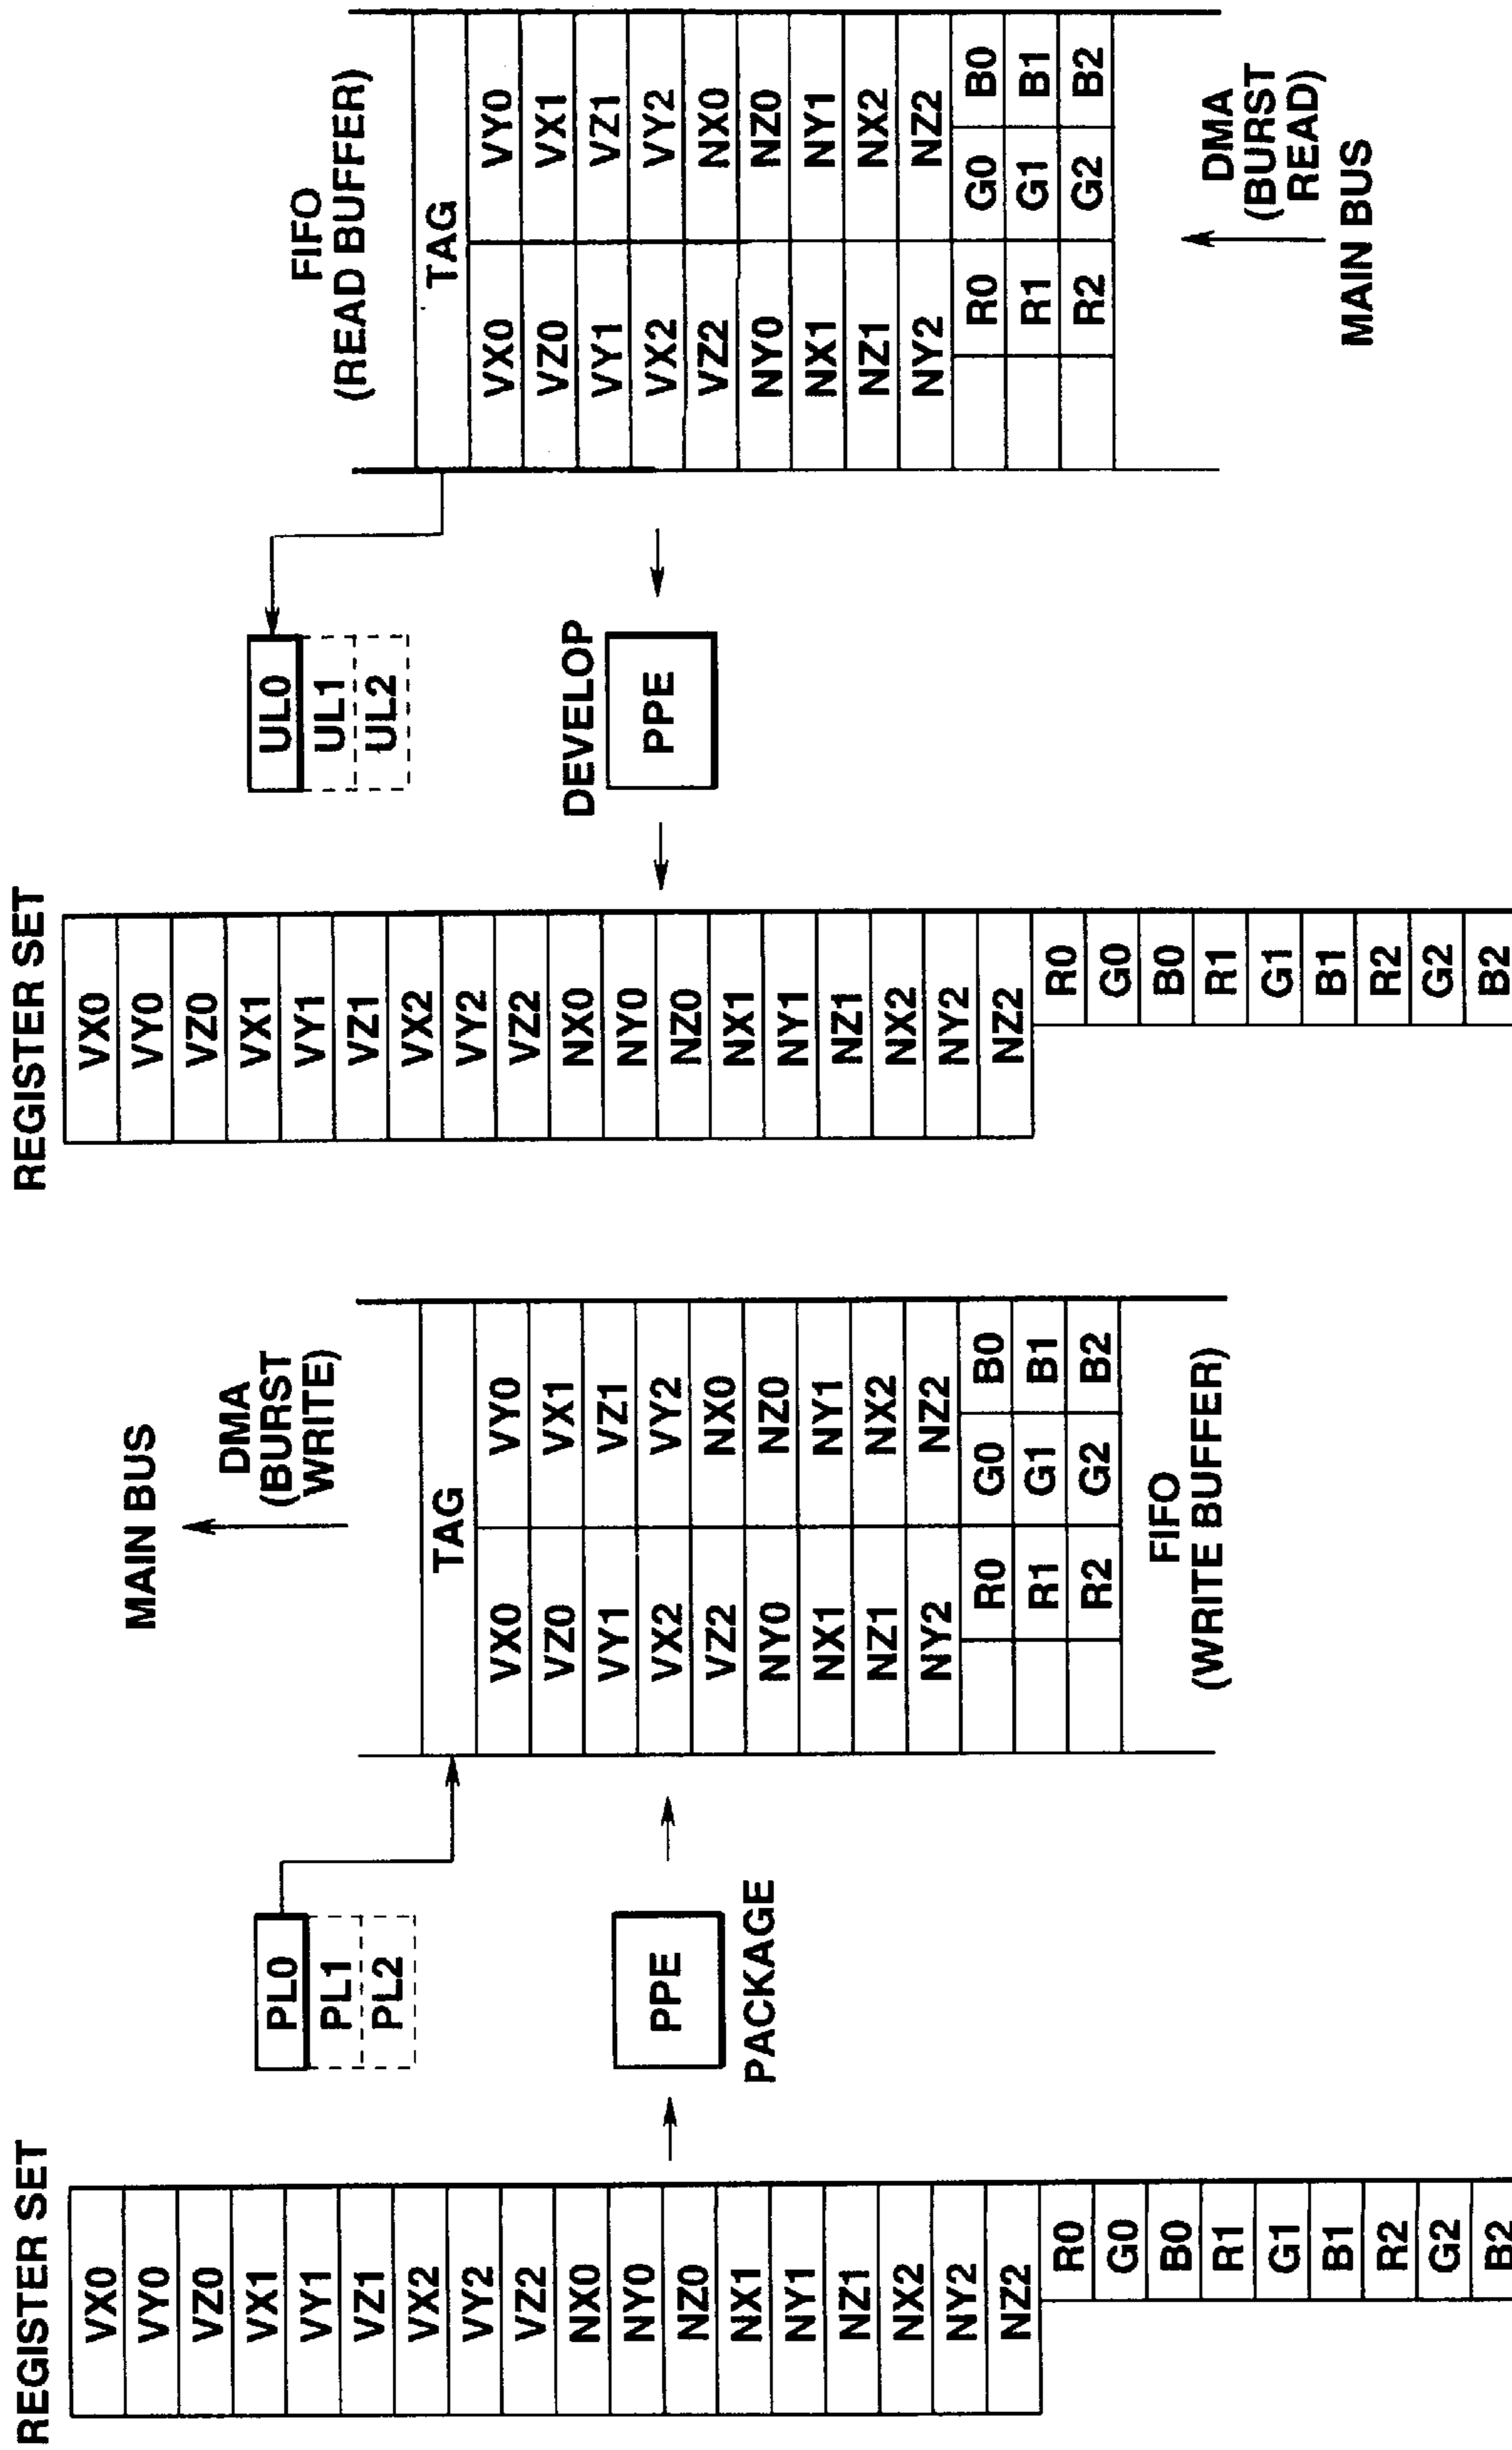 REGISTER SET
VX0
VY0
VZ0
VX1
VY1
VZ1
VX2
VY2
VZ2
NX0
NY0
NZ0
NX1
NY1
NZ1
NX2
NY2
NZ2
R0
G0
B0
R1
G1
B1
R2
G2
B2
PL0
PL1
PL2
PPE
PACKAGE
MAIN BUS
DMA
(BURST
WRITE)
TAG
VX0 VY0
VZ0 VX1
VY1 VZ1
VX2 VY2
VZ2 NX0
NY0 NZ0
NX1 NY1
NZ1 NX2
NY2 NZ2
R0 G0 B0
R1 G1 B1
R2 G2 B2
FIFO
(WRITE BUFFER)
REGISTER SET
VX0
VY0
VZ0
VX1
VY1
VZ1
VX2
VY2
VZ2
NX0
NY0
NZ0
NX1
NY1
NZ1
NX2
NY2
NZ2
R0
G0
B0
R1
G1
B1
R2
G2
B2
UL0
UL1
UL2
DEVELOP
PPE
FIFO
(READ BUFFER)
TAG
VX0 VY0
VZ0 VX1
VY1 VZ1
VX2 VY2
VZ2 NX0
NY0 NZ0
NX1 NY1
NZ1 NX2
NY2 NZ2
R0 G0 B0
R1 G1 B1
R2 G2 B2
DMA
(BURST
READ)
MAIN BUS